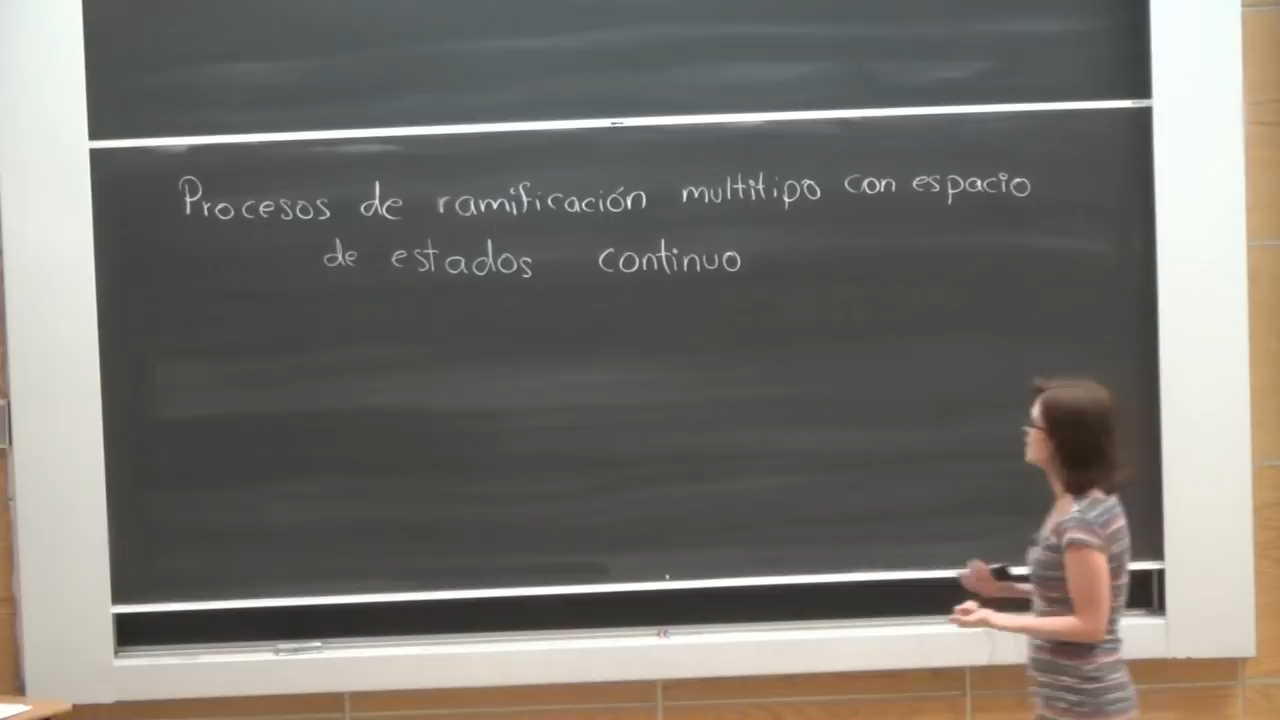 Procesos de ramificación multitipo con espacio
de estados continuo